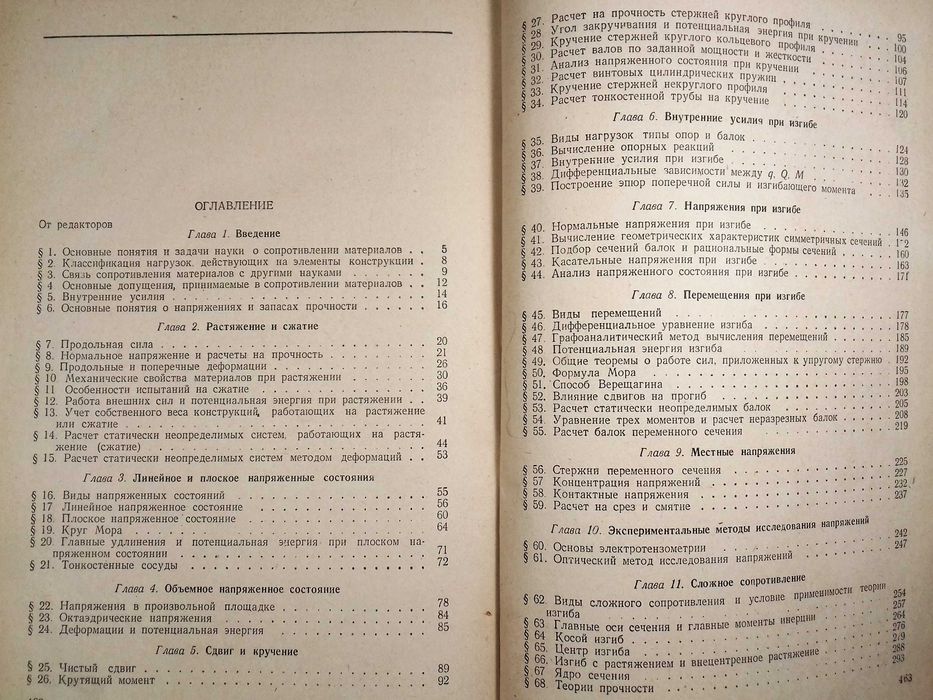 ОГЛАВЛЕНИЕ
От редакторов
Глава 1. Введение
§ 1. Основные понятия и задачи науки о сопротивлении материалов . 5
§ 2. Классификация нагрузок, действующих на элементы конструкции . 8
§ 3. Связь сопротивления материалов с другими науками . . . . 9
§ 4 Основные допущения, принимаемые в сопротивлении материалов . . 12
§ 5. Внутренние усилия . . . . 14
§ 6. Основные понятия о напряжениях и запасах прочности . . . . 16
Глава 2. Растяжение и сжатие
§ 7. Продольная сила . . . . 20
§ 8. Нормальное напряжение и расчеты на прочность . . . . 21
§ 9. Продольные и поперечные деформации . . . . 26
§ 10. Механические свойства материалов при растяжении . . . . 30
§ 11 Особенности испытаний на сжатие . . . . 36
§ 12. Работа внешних сил и потенциальная энергия при растяжении . . 39
§ 13. Учет собственного веса конструкций, работающих на растяжение
или сжатие . . . . 41
§ 14. Расчет статически неопределимых систем, работающих на растя-
жение (сжатие) . . . . 44
§ 15. Расчет статически неопределимых систем методом деформаций . . 53
Глава 3. Линейное и плоское напряженные состояния
§ 16. Виды напряженных состояний . . . . 55
§ 17 Линейное напряженное состояние . . . . 56
§ 18. Плоское напряженное состояние . . . . 60
§ 19. Круг Мора . . . . 64
§ 20. Главные удлинения и потенциальная энергия при плоском на-
пряженном состоянии . . . . 71
§ 21. Тонкостенные сосуды . . . . 72
Глава 4. Объемное напряженное состояние
§ 22. Напряжения в произвольной площадке . . . . 78
§ 23. Октаэдрические напряжения . . . . 84
§ 24. Деформации и потенциальная энергия . . . . 85
Глава 5. Сдвиг и кручение
§ 25. Чистый сдвиг . . . . 89
§ 26. Крутящий момент . . . . 92
§ 27. Расчет на прочность стержней круглого профиля . . . . 95
§ 28 Угол закручивания и потенциальная энергия при кручении . . 100
§ 29. Кручение стержней круглого кольцевого профиля . . . . 104
§ 30. Расчет валов по заданной мощности и жесткости . . . . 106
§ 31. Анализ напряженного состояния при кручении . . . . 107
§ 32. Расчет винтовых цилиндрических пружин . . . . 111
§ 33. Кручение стержней некруглого профиля . . . . 114
§ 34. Расчет тонкостенной трубы на кручение . . . . 120
Глава 6. Внутренние усилия при изгибе
§ 35. Виды нагрузок типы опор и балок . . . . 124
§ 36. Вычисление опорных реакций . . . . 128
§ 37. Внутренние усилия при изгибе . . . . 130
§ 38. Дифференциальные зависимости между q, Q, M . . . . 132
§ 39. Построение эпюр поперечной силы и изгибающего момента . . . 135
Глава 7. Напряжения при изгибе
§ 40. Нормальные напряжения при изгибе . . . . 146
§ 41. Вычисление геометрических характеристик симметричных сечений .
§ 42. Подбор сечений балок и рациональные формы сечений . . . . 160
§ 43. Касательные напряжения при изгибе . . . . 163
§ 44. Анализ напряженного состояния при изгибе . . . . 171
Глава 8. Перемещения при изгибе
§ 45. Виды перемещений . . . . 177
§ 46. Дифференциальное уравнение изгиба . . . . 178
§ 47. Графоаналитический метод вычисления перемещений . . . . 185
§ 48 Потенциальная энергия изгиба . . . . 189
§ 49. Общие теоремы о работе сил, приложенных к упругому стержню . 192
§ 50. Формула Мора . . . . 195
§ 51. Способ Верещагина . . . . 198
§ 52. Влияние сдвигов на прогиб . . . . 203
§ 53. Расчет статически неопределимых балок . . . . 205
§ 54. Уравнение трех моментов и расчет неразрезных балок . . . . 208
§ 55. Расчет балок переменного сечения . . . . 219
Глава 9. Местные напряжения
§ 56. Стержни переменного сечения . . . . 225
§ 57 Концентрация напряжений . . . . 227
§ 58. Контактные напряжения . . . . 232
§ 59. Расчет на срез и смятие . . . . 237
Глава 10. Экспериментальные методы исследования напряжений
§ 60. Основы электротензометрии . . . . 242
§ 61. Оптический метод исследования напряжений . . . . 247
Глава 11. Сложное сопротивление
§ 62. Виды сложного сопротивления и условие применимости теории
изгиба . . . . 254
§ 63 Главные оси сечения и главные моменты инерции . . . . 257
§ 64 Косой изгиб . . . . 264
§ 65. Центр изгиба . . . . 276
§ 66. Изгиб с растяжением и внецентренное растяжение . . . . 279
§ 67 Ядро сечения . . . . 288
§ 68. Теории прочности . . . . 293
463